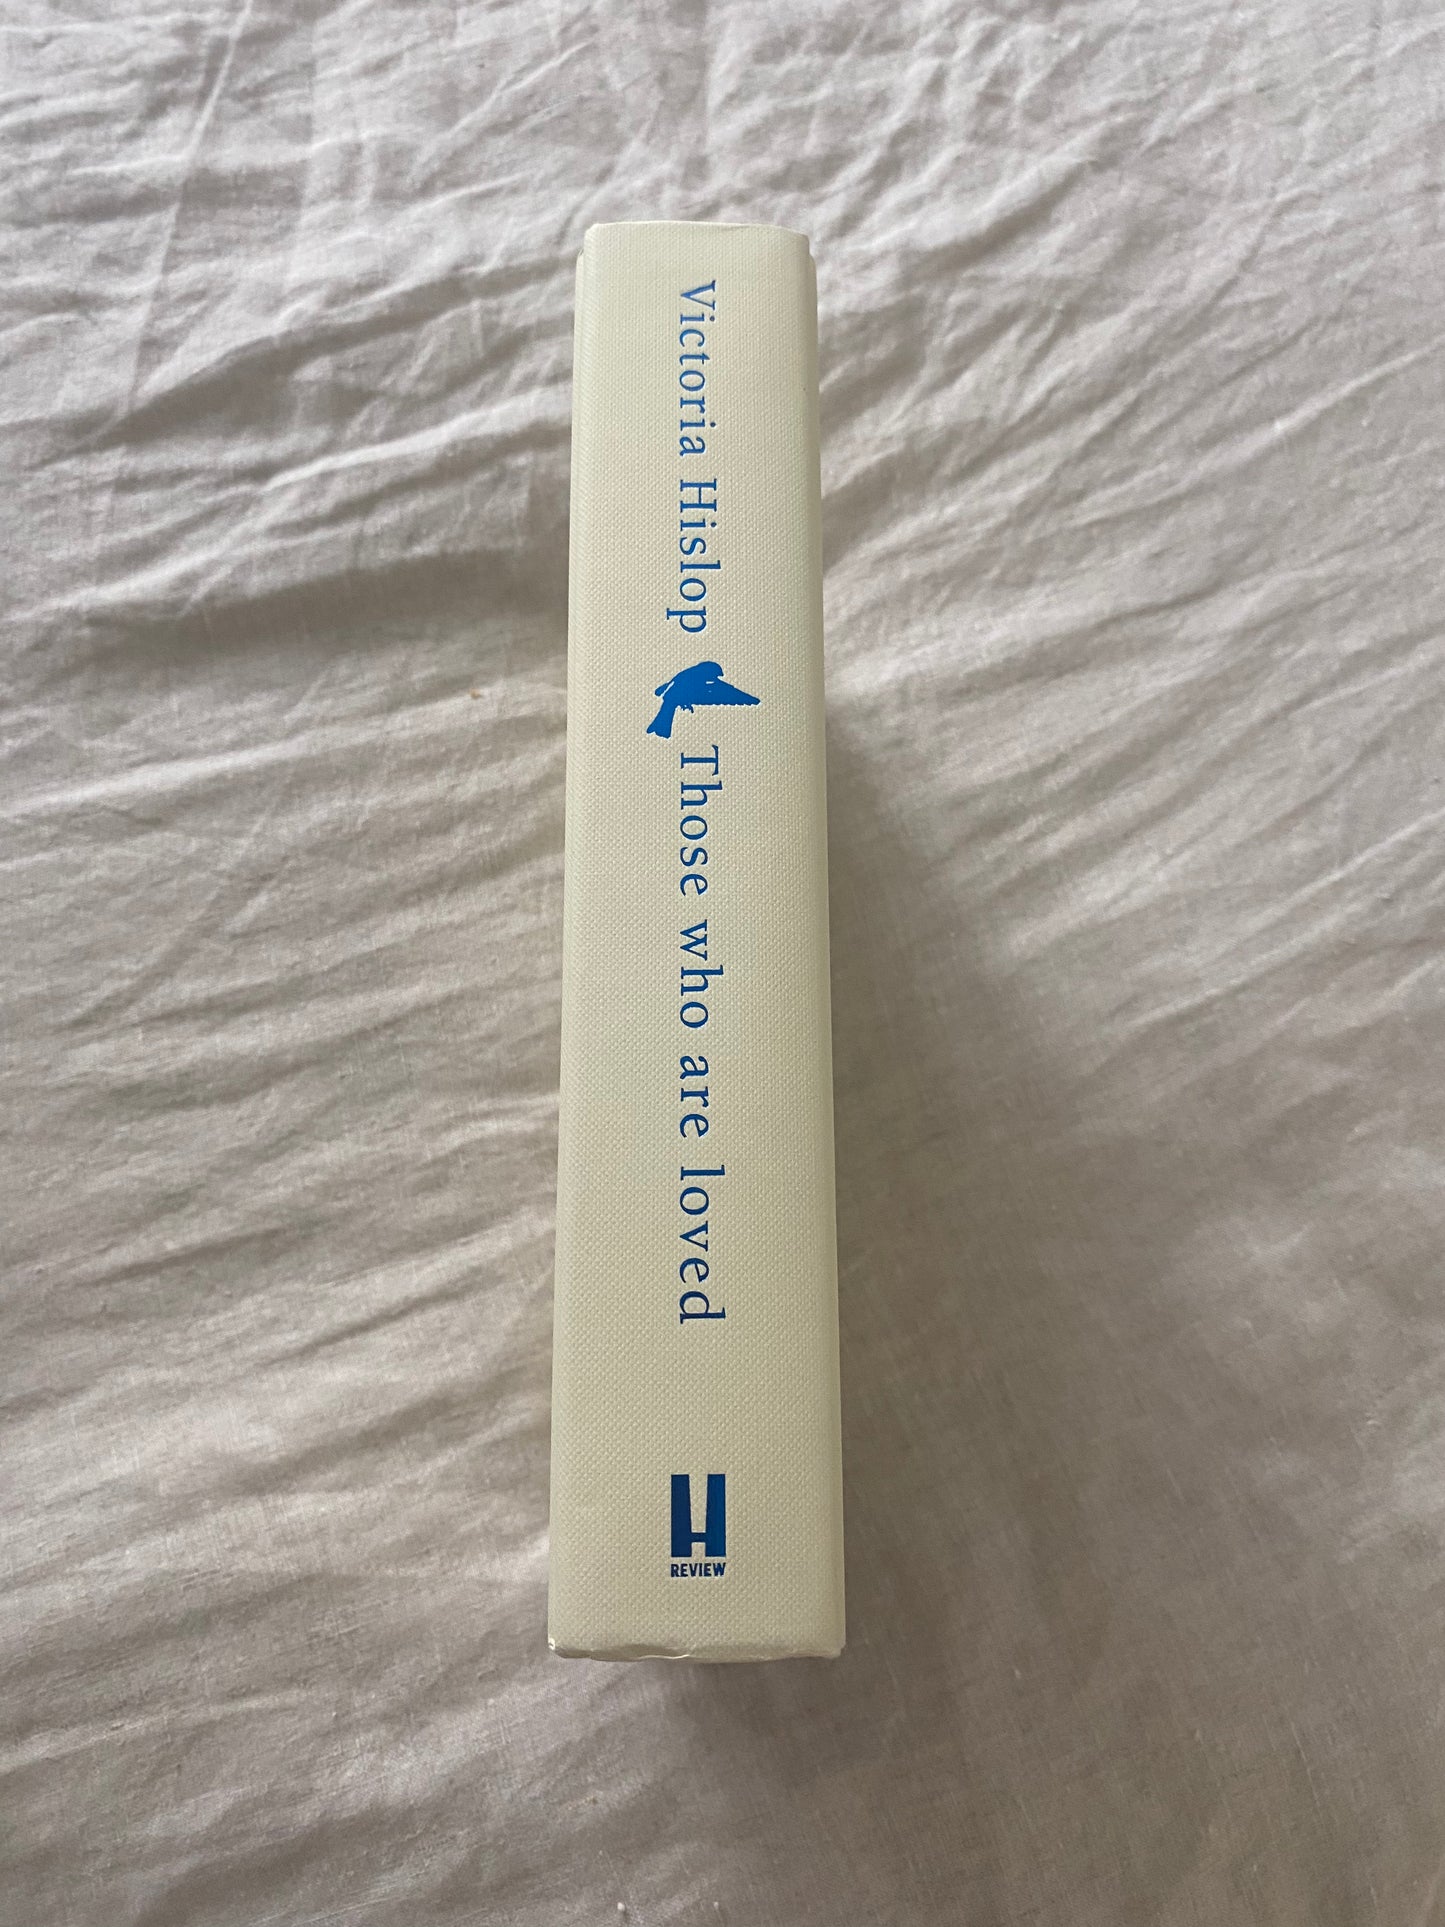 Victoria Hislop
Those who are loved
H
REVIEW